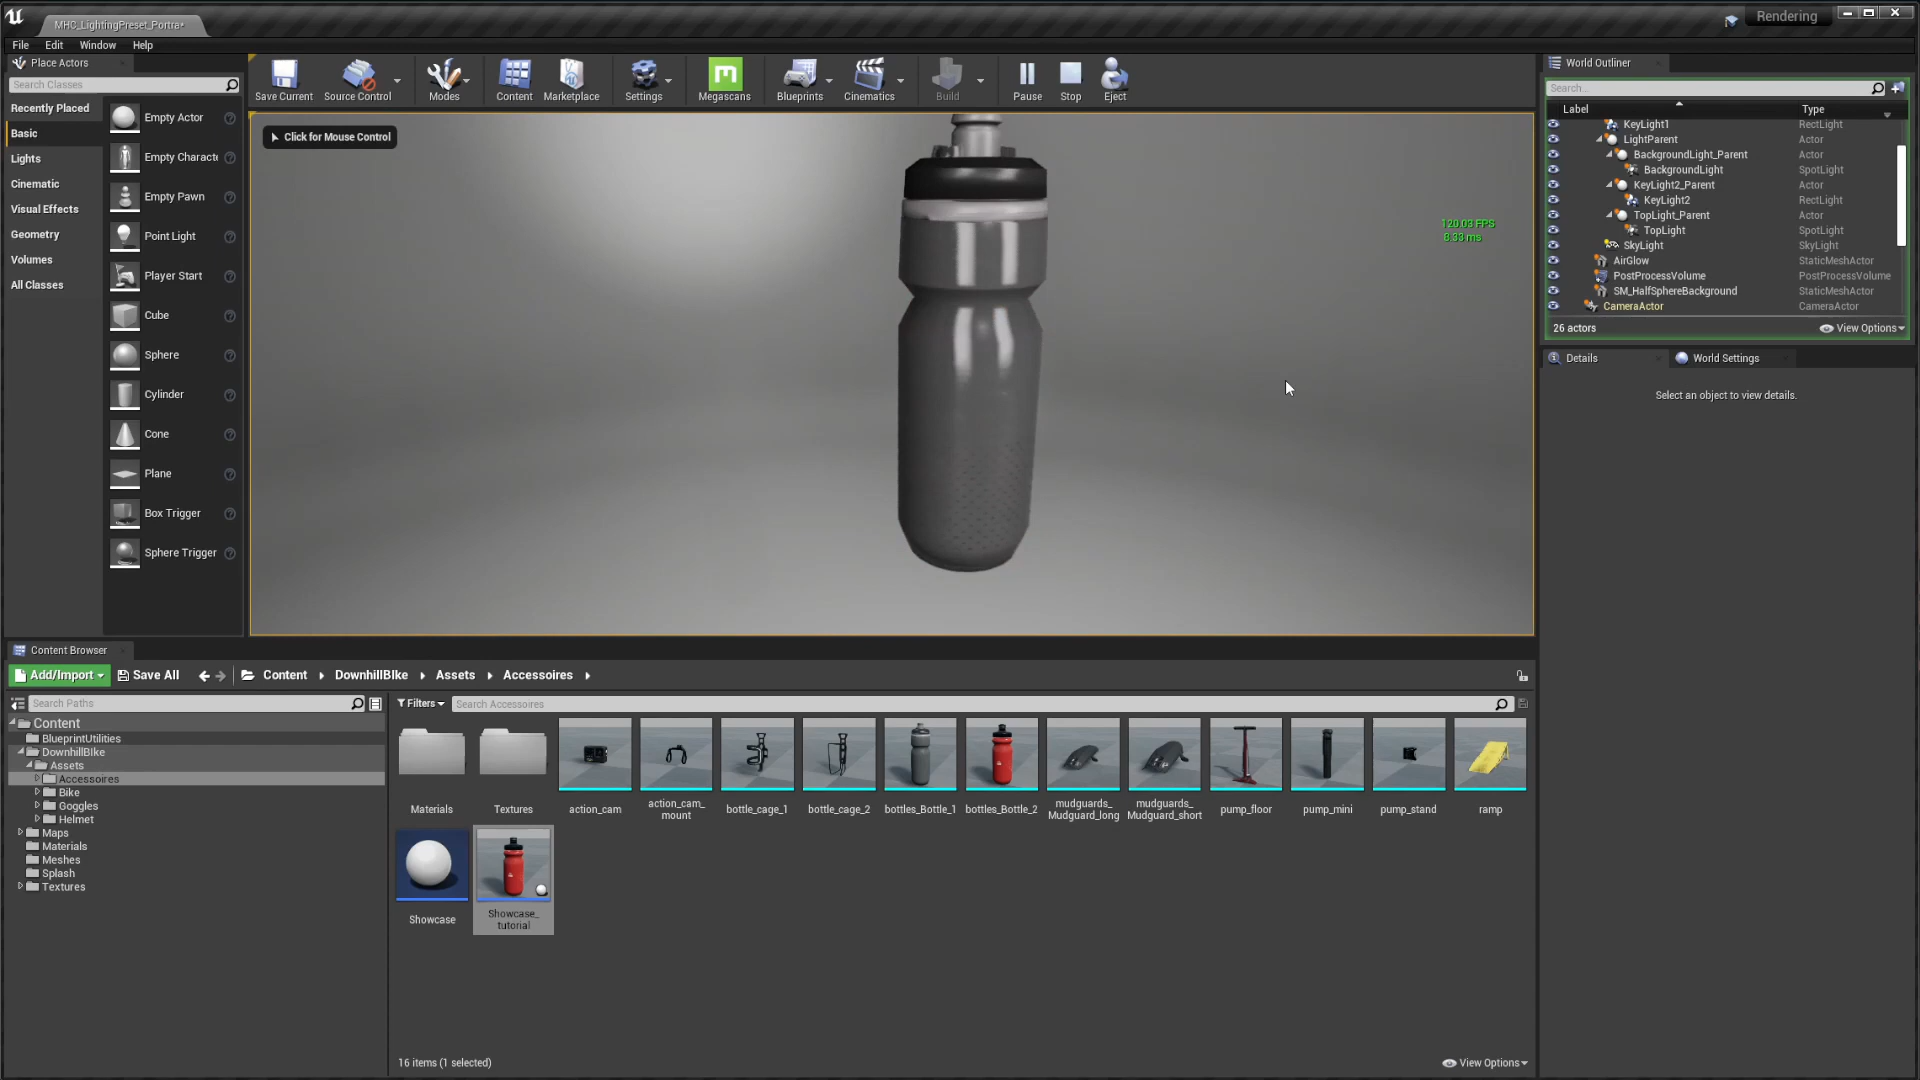 MHC_LightingPreset_Portra*
Rendering
File Edit Window Help
Place Actors
Search Classes
Recently Placed
Basic
Lights
Cinematic
Visual Effects
Geometry
Volumes
All Classes
Empty Actor
Empty Charact
Empty Pawn
Point Light
Player Start
Cube
Sphere
Cylinder
Cone
Plane
Box Trigger
Sphere Trigger
Save Current Source Control Modes Content Marketplace Settings Megascans Blueprints Cinematics Build Pause Stop Eject
Click for Mouse Control
120.03 FPS
8.33 ms
World Outliner
Search...
Label Type
KeyLight1 RectLight
LightParent Actor
BackgroundLight_Parent Actor
BackgroundLight SpotLight
KeyLight2_Parent Actor
KeyLight2 RectLight
TopLight_Parent Actor
TopLight SpotLight
SkyLight SkyLight
AirGlow StaticMeshActor
PostProcessVolume PostProcessVolume
SM_HalfSphereBackground StaticMeshActor
CameraActor CameraActor
26 actors View Options
Details World Settings
Select an object to view details.
Content Browser
Add/Import Save All Content DownhillBIke Assets Accessoires
Search Paths
Content
BlueprintUtilities
DownhillBIke
Assets
Accessoires
Bike
Goggles
Helmet
Maps
Materials
Meshes
Splash
Textures
Filters Search Accessoires
Materials
Textures
action_cam
action_cam_
mount
bottle_cage_1
bottle_cage_2
bottles_Bottle_1
bottles_Bottle_2
mudguards_
Mudguard_long
mudguards_
Mudguard_short
pump_floor
pump_mini
pump_stand
ramp
Showcase
Showcase_
tutorial
16 items (1 selected) View Options